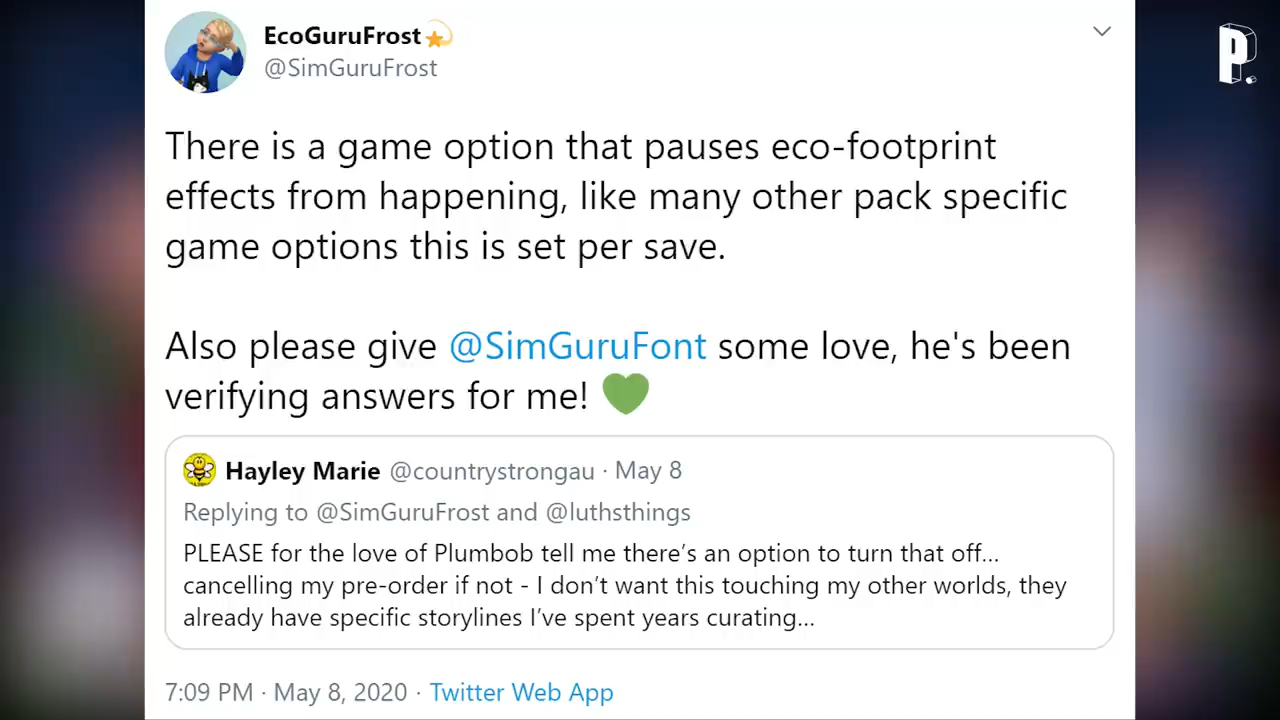 EcoGuruFrost
@SimGuruFrost
P.
There is a game option that pauses eco-footprint
effects from happening, like many other pack specific
game options this is set per save.
Also please give @SimGuruFont some love, he's been
verifying answers for me! 💚
Hayley Marie @countrystrongau · May 8
Replying to @SimGuruFrost and @luthsthings
PLEASE for the love of Plumbob tell me there’s an option to turn that off...
cancelling my pre-order if not - I don’t want this touching my other worlds, they
already have specific storylines I’ve spent years curating...
7:09 PM · May 8, 2020 · Twitter Web App